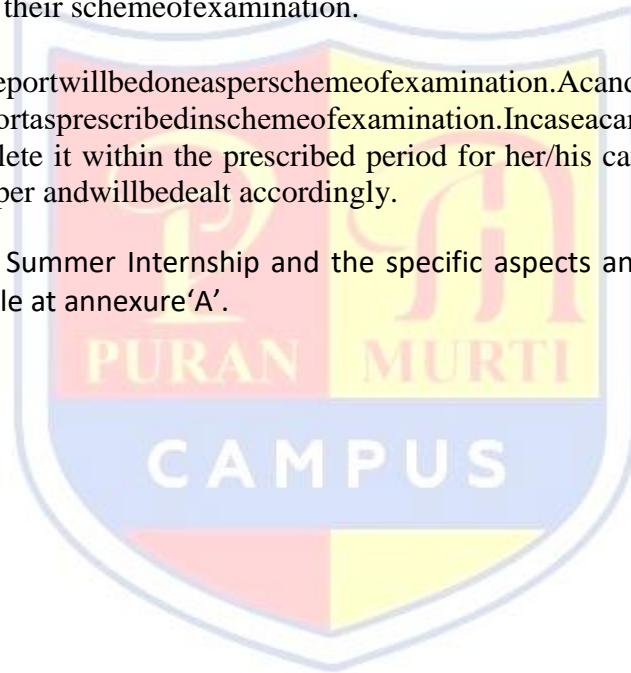 their schemeofexamination.
eportwillbedoneasperschemeofexamination.Acand
ortasprescribedinschemeofexamination.Incaseacar
lete it within the prescribed period for her/his ca
per andwillbedealt accordingly.
Summer Internship and the specific aspects an
le at annexure‘A’.
PURAN MURTI
CAMPUS